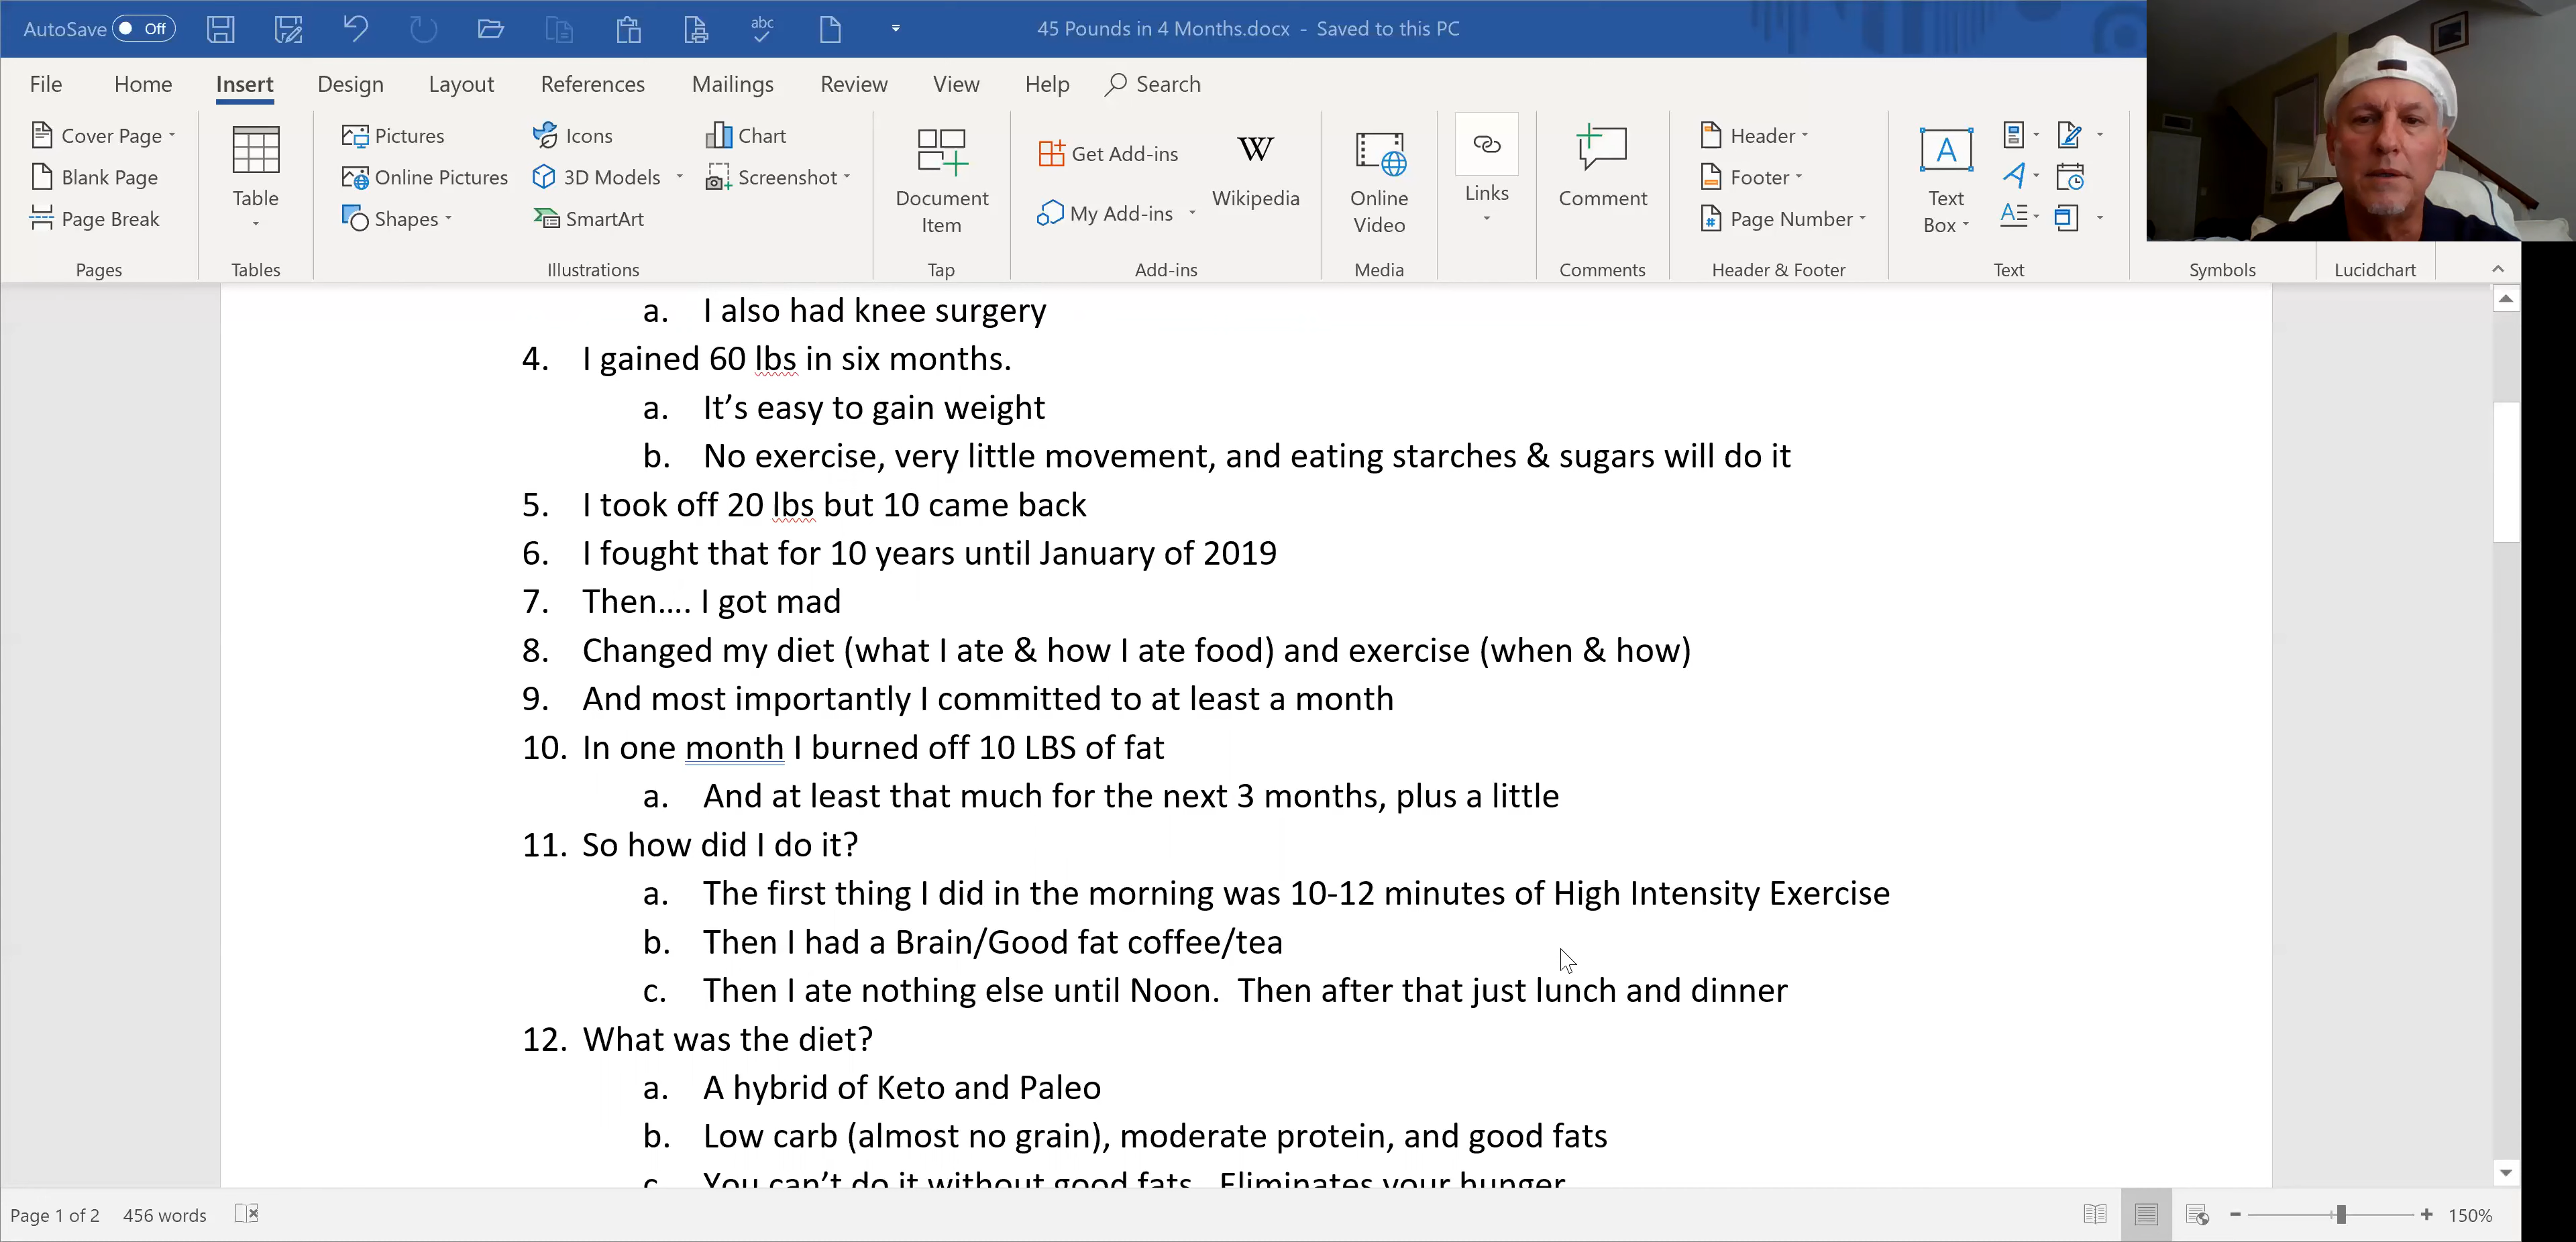 AutoSave Off
abc
45 Pounds in 4 Months.docx - Saved to this PC
File Home Insert Design Layout References Mailings Review View Help Search
Cover Page
Blank Page
Page Break
Pages
Table
Tables
Pictures
Online Pictures
Shapes
Icons
3D Models
SmartArt
Chart
Screenshot
Illustrations
Document
Item
Tap
Get Add-ins
My Add-ins
W
Wikipedia
Add-ins
Online
Video
Media
Links
Comment
Comments
Header
Footer
Page Number
Header & Footer
A
Text
Box
Text
Symbols
Lucidchart
a. I also had knee surgery
4. I gained 60 lbs in six months.
a. It’s easy to gain weight
b. No exercise, very little movement, and eating starches & sugars will do it
5. I took off 20 lbs but 10 came back
6. I fought that for 10 years until January of 2019
7. Then.... I got mad
8. Changed my diet (what I ate & how I ate food) and exercise (when & how)
9. And most importantly I committed to at least a month
10. In one month I burned off 10 LBS of fat
a. And at least that much for the next 3 months, plus a little
11. So how did I do it?
a. The first thing I did in the morning was 10-12 minutes of High Intensity Exercise
b. Then I had a Brain/Good fat coffee/tea
c. Then I ate nothing else until Noon. Then after that just lunch and dinner
12. What was the diet?
a. A hybrid of Keto and Paleo
b. Low carb (almost no grain), moderate protein, and good fats
c. You can’t do it without good fats. Eliminates your hunger
Page 1 of 2 456 words 150%